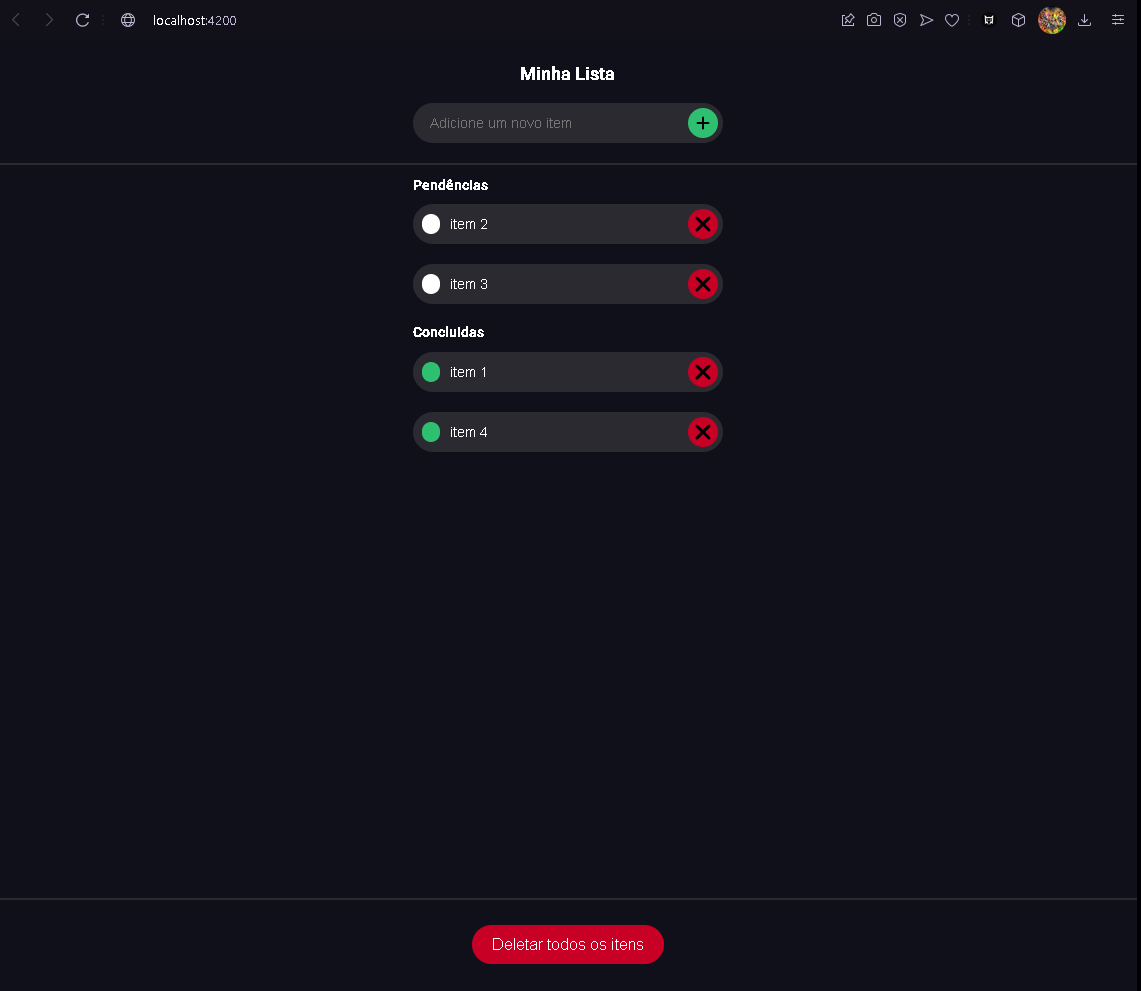 localhost:4200
Minha Lista
Adicione um novo item
Pendências
item 2
item 3
Concluídas
item 1
item 4
Deletar todos os itens